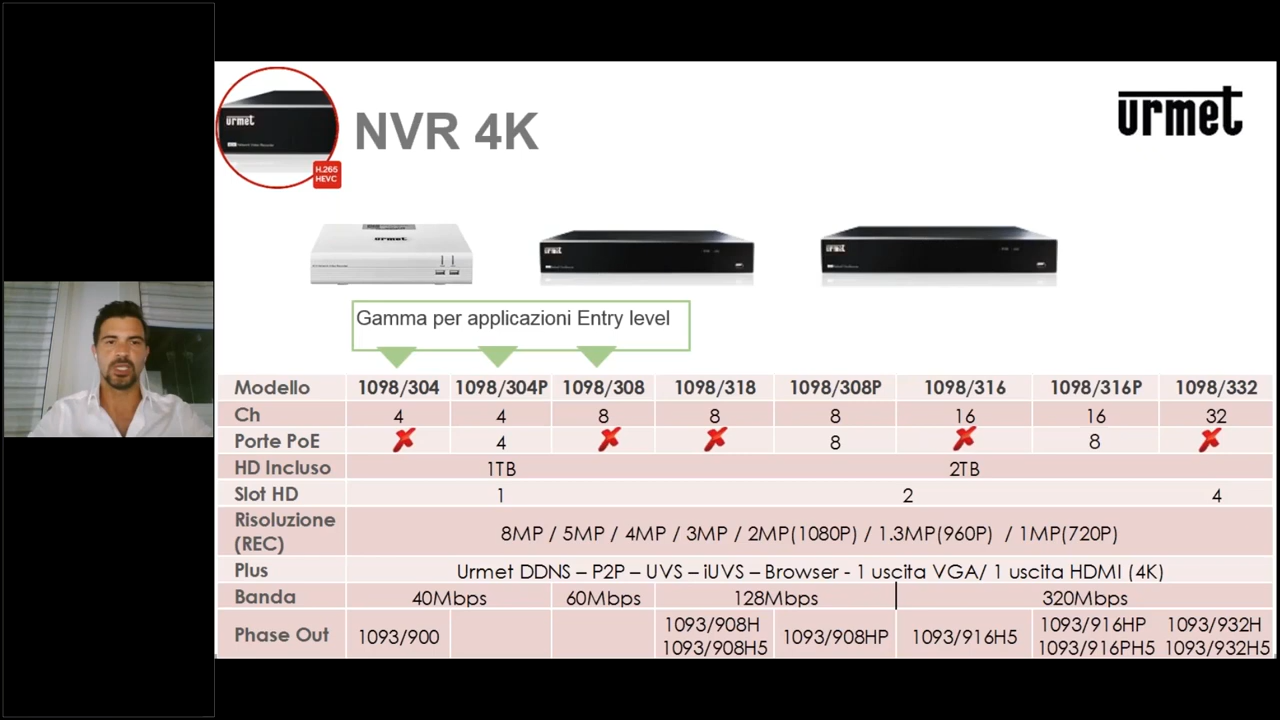 urmet
H.265
HEVC
NVR 4K
urmet
urmet
urmet
urmet
Gamma per applicazioni Entry level
Modello 1098/304 1098/304P 1098/308 1098/318 1098/308P 1098/316 1098/316P 1098/332
Ch 4 4 8 8 8 16 16 32
Porte PoE ✗ 4 ✗ ✗ 8 ✗ 8 ✗
HD Incluso 1TB 2TB
Slot HD 1 2 4
Risoluzione
(REC)
8MP / 5MP / 4MP / 3MP / 2MP(1080P) / 1.3MP(960P) / 1MP(720P)
Plus Urmet DDNS – P2P – UVS – iUVS – Browser - 1 uscita VGA/ 1 uscita HDMI (4K)
Banda 40Mbps 60Mbps 128Mbps 320Mbps
Phase Out 1093/900 1093/908H 1093/908HP 1093/916H5 1093/916HP 1093/932H
1093/908H5 1093/916PH5 1093/932H5